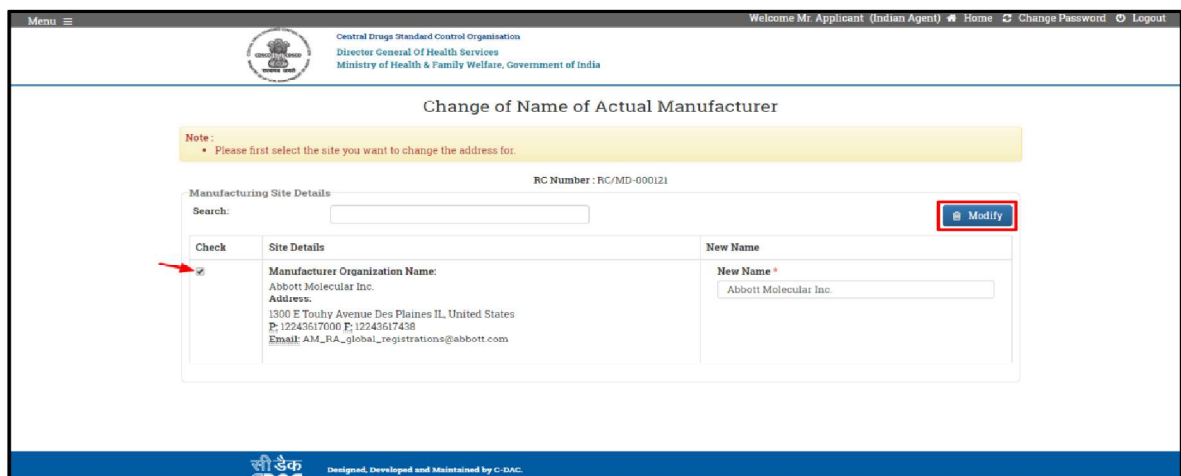 Menu
Welcome Mr. Applicant (Indian Agent) Home Change Password Logout
Central Drugs Standard Control Organisation
Director General Of Health Services
Ministry of Health & Family Welfare, Government of India
Change of Name of Actual Manufacturer
Note :
• Please first select the site you want to change the address for.
RC Number : RC/MD-000121
Manufacturing Site Details
Search:
Modify
Check Site Details New Name
Manufacturer Organization Name:
Abbott Molecular Inc.
Address:
1300 E Touhy Avenue Des Plaines IL, United States
P: 12243617000 F: 12243617438
Email: AM_RA_global_registrations@abbott.com
New Name *
Abbott Molecular Inc.
सी डैक
CDAC
Designed, Developed and Maintained by C-DAC.